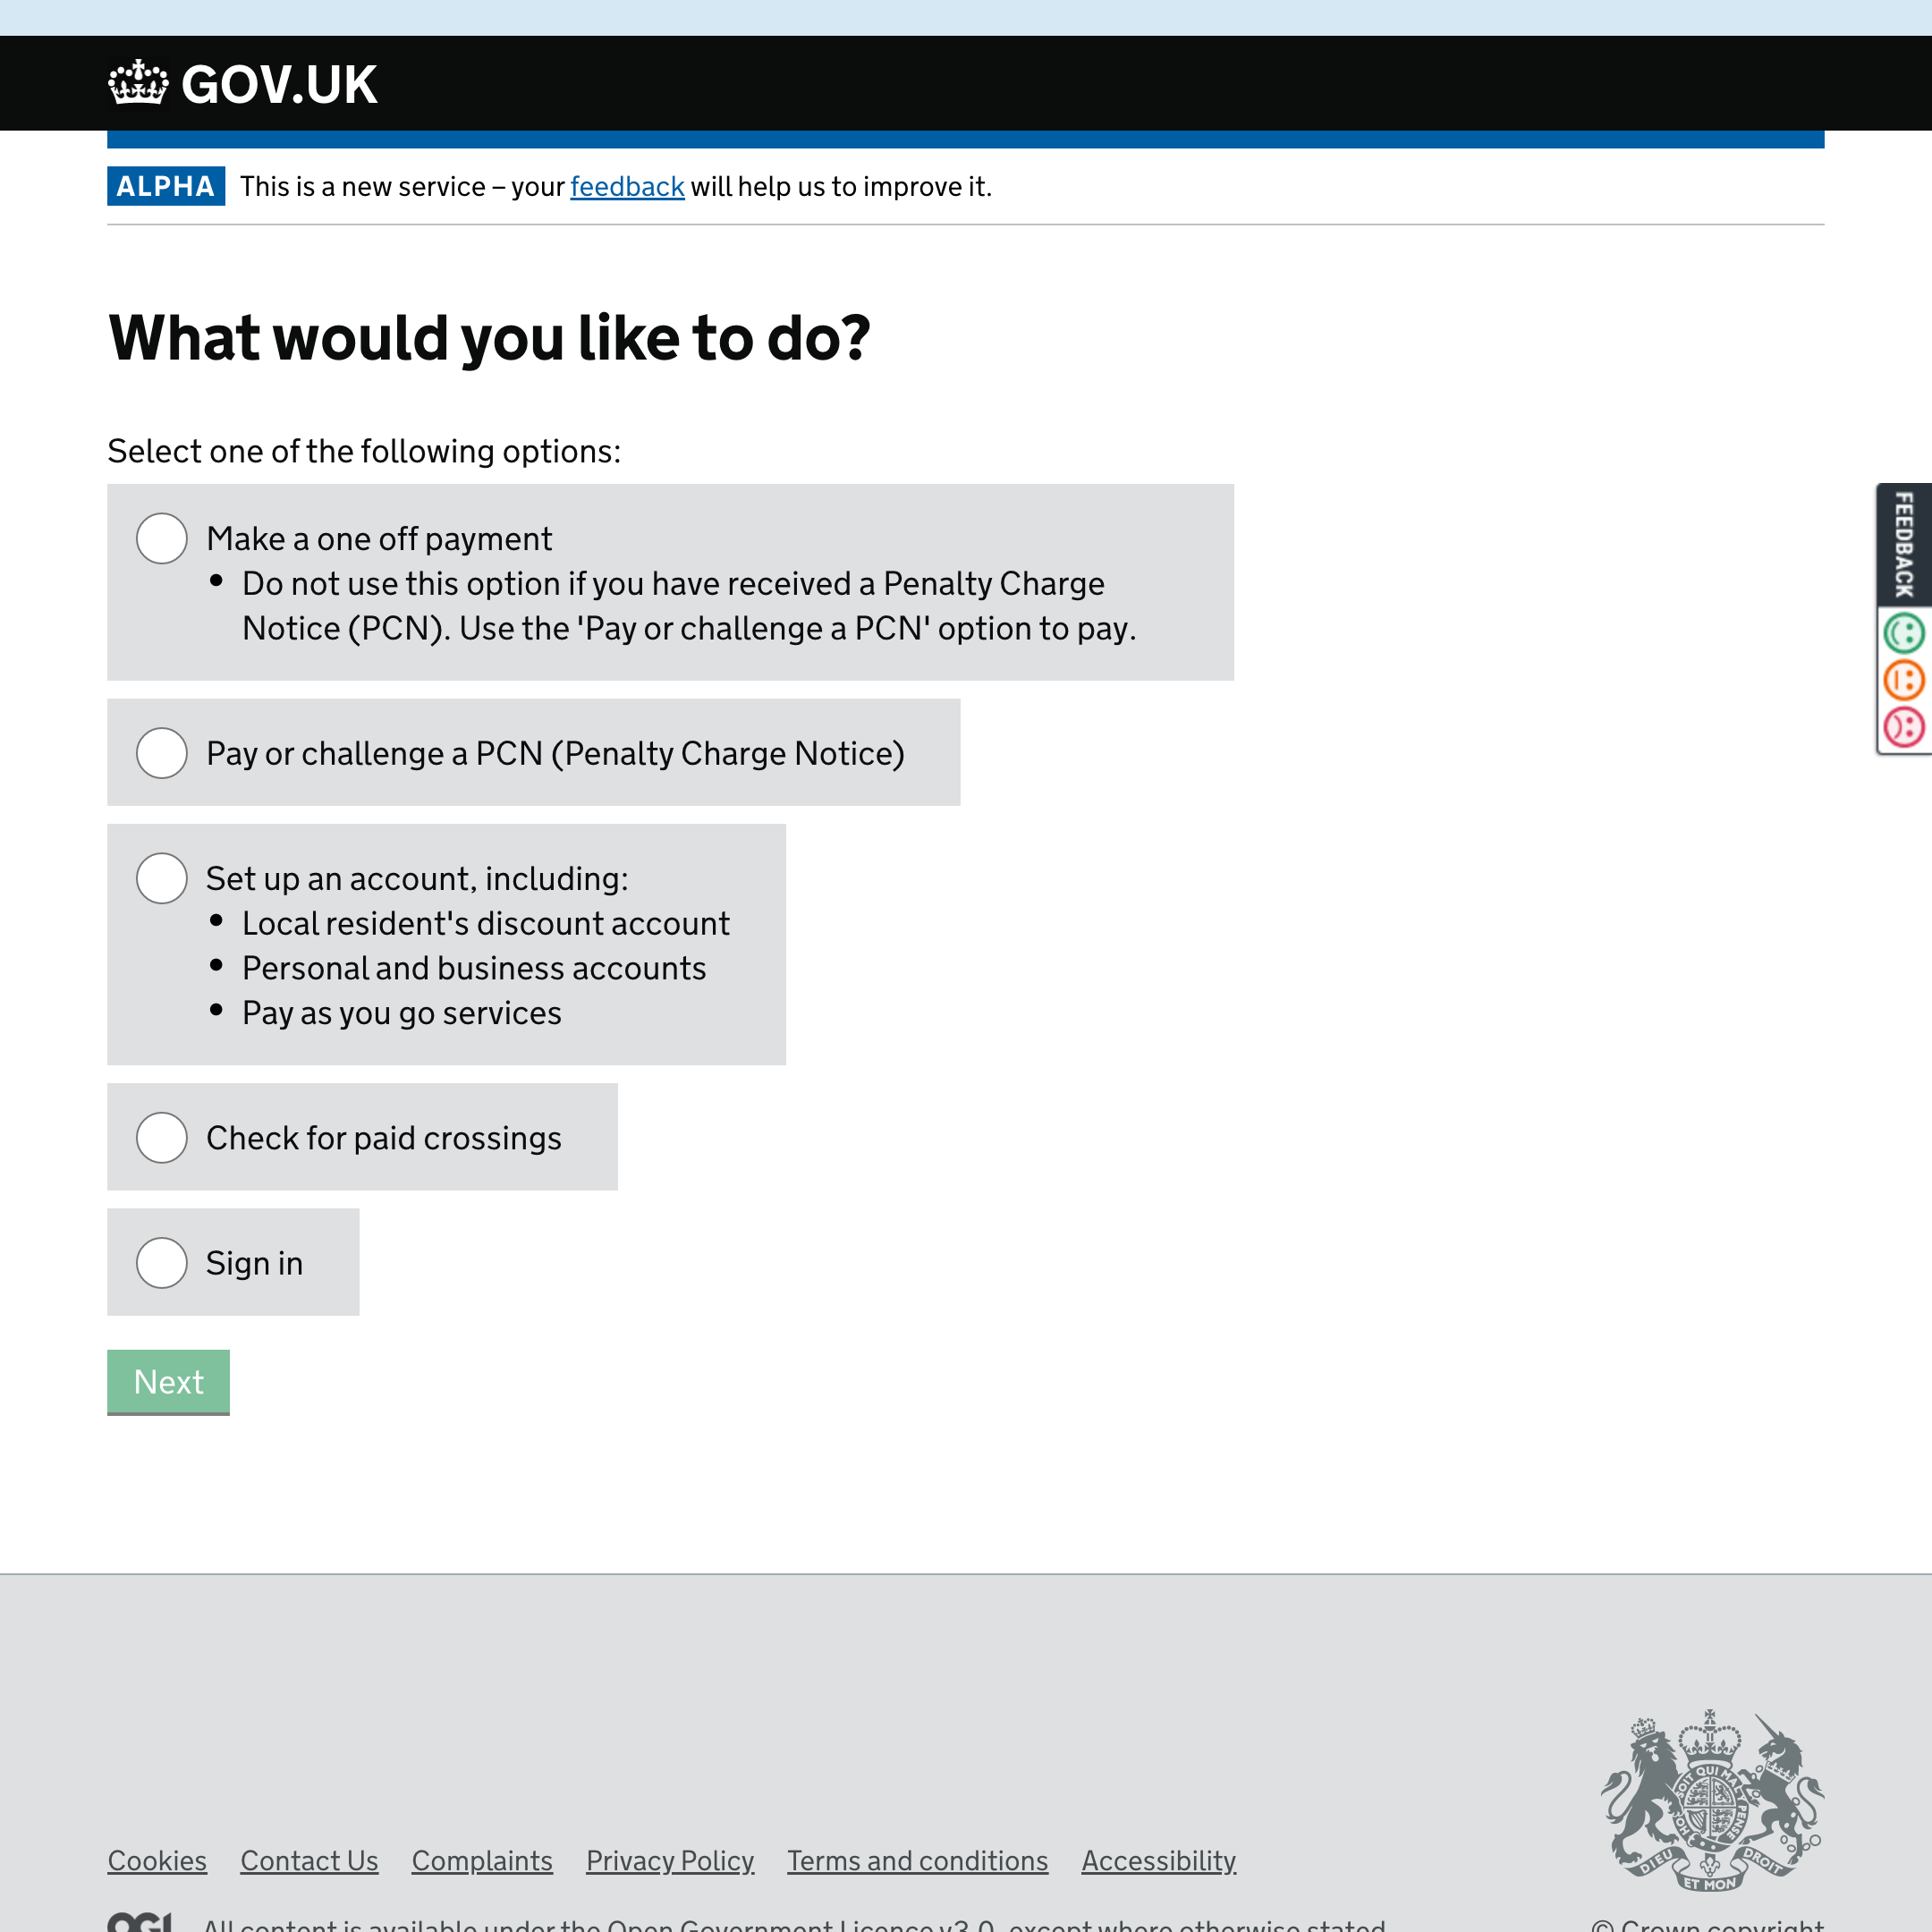 GOV.UK
ALPHA This is a new service – your feedback will help us to improve it.
What would you like to do?
Select one of the following options:
Make a one off payment
• Do not use this option if you have received a Penalty Charge
Notice (PCN). Use the 'Pay or challenge a PCN' option to pay.
FEEDBACK
Pay or challenge a PCN (Penalty Charge Notice)
Set up an account, including:
• Local resident's discount account
• Personal and business accounts
• Pay as you go services
Check for paid crossings
Sign in
Next
SOIT QUI MAL
PENSE
HON
DIEU ET MON DROIT
Cookies Contact Us Complaints Privacy Policy Terms and conditions Accessibility
OGL All content is available under the Open Government Licence v3.0, except where otherwise stated
© Crown copyright